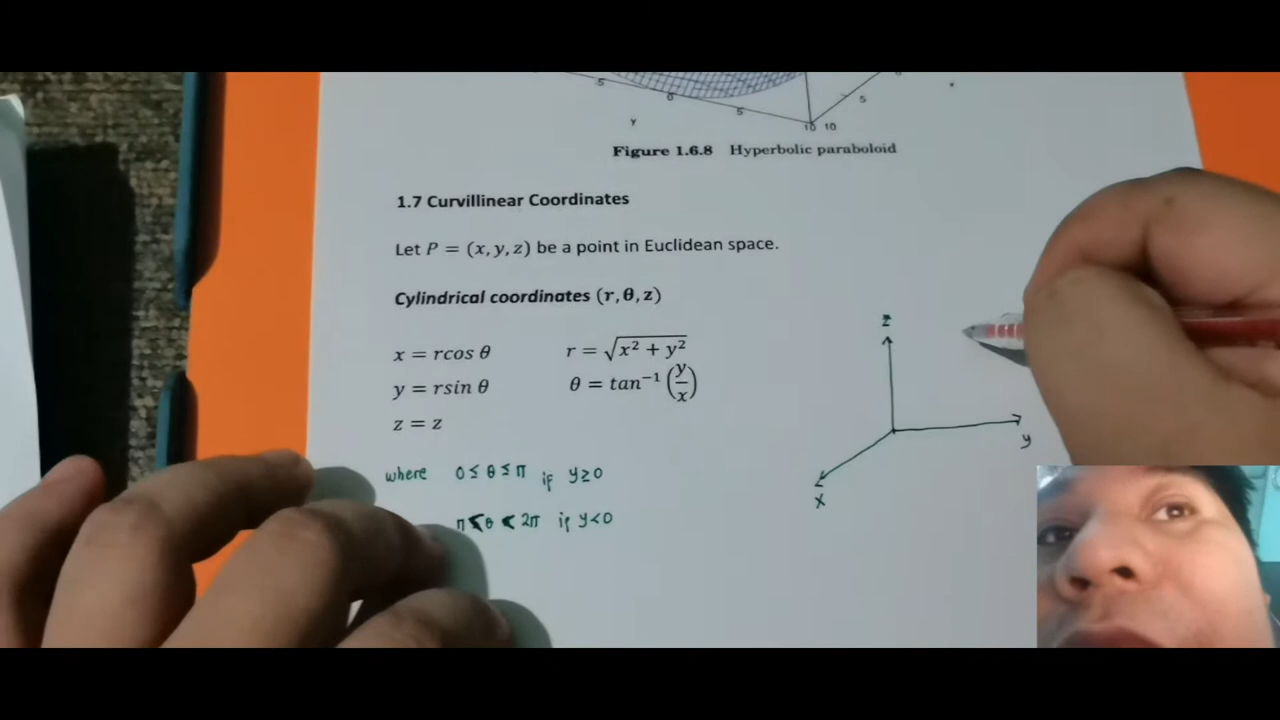 -5
0
5
10 10
5
y
Figure 1.6.8 Hyperbolic paraboloid
1.7 Curvillinear Coordinates
Let P = (x, y, z) be a point in Euclidean space.
Cylindrical coordinates (r, θ, z)
x = rcos θ r = √x² + y²
y = rsin θ θ = tan⁻¹ (y/x)
z = z
where 0 ≤ θ ≤ π if y ≥ 0
π < θ < 2π if y < 0
z
y
x